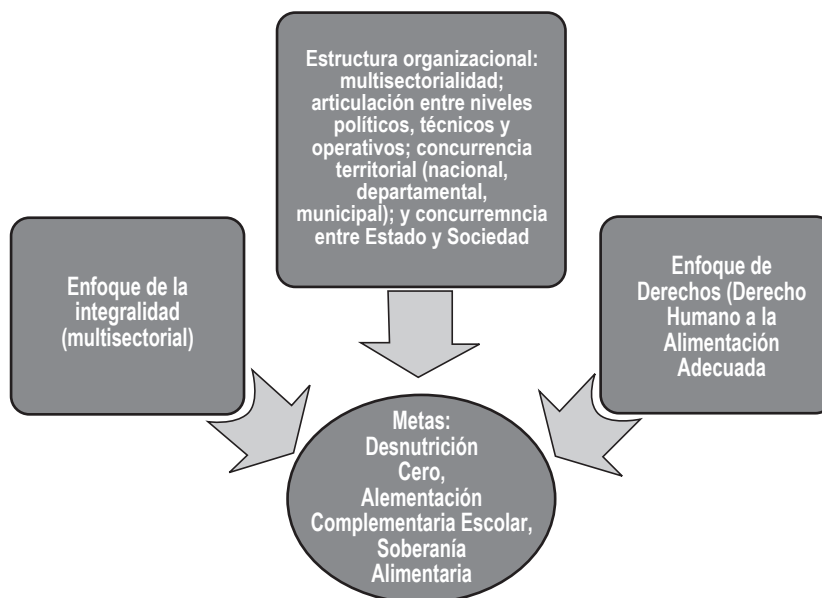 Estructura organizacional:
multisectorialidad;
articulación entre niveles
políticos, técnicos y
operativos; concurrencia
territorial (nacional,
departamental,
municipal); y concurremncia
entre Estado y Sociedad
Enfoque de la
integralidad
(multisectorial)
Enfoque de
Derechos (Derecho
Humano a la
Alimentación
Adecuada
Metas:
Desnutrición
Cero,
Alementación
Complementaria Escolar,
Soberanía
Alimentaria